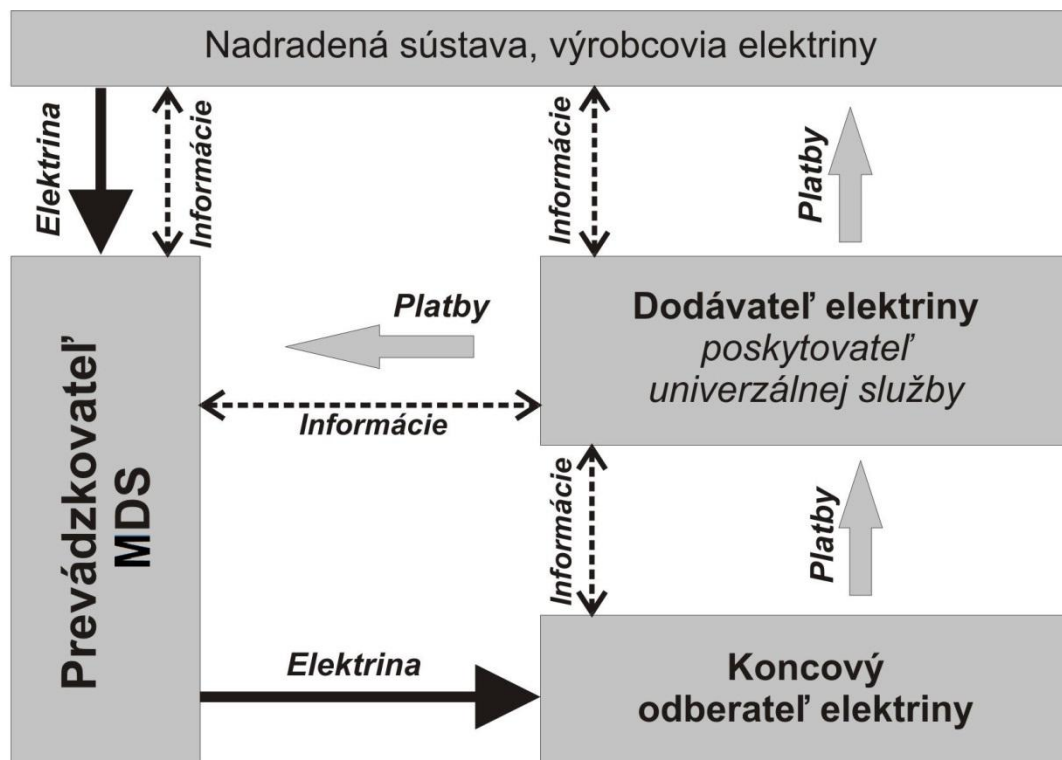 Nadradená sústava, výrobcovia elektriny
Elektrina
Informácie
Informácie
Platby
Platby
Dodávateľ elektriny
poskytovateľ
univerzálnej služby
Informácie
Prevádzkovateľ
MDS
Informácie
Platby
Elektrina
Koncový
odberateľ elektriny